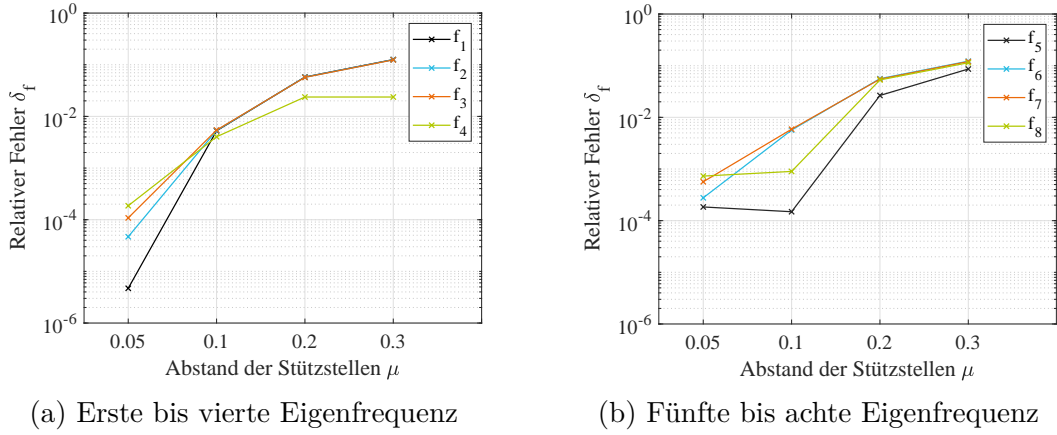 10^0
10^-2
10^-4
10^-6
Relativer Fehler δ_f
0.05 0.1 0.2 0.3
Abstand der Stützstellen μ
f_1
f_2
f_3
f_4
(a) Erste bis vierte Eigenfrequenz
10^0
10^-2
10^-4
10^-6
Relativer Fehler δ_f
0.05 0.1 0.2 0.3
Abstand der Stützstellen μ
f_5
f_6
f_7
f_8
(b) Fünfte bis achte Eigenfrequenz